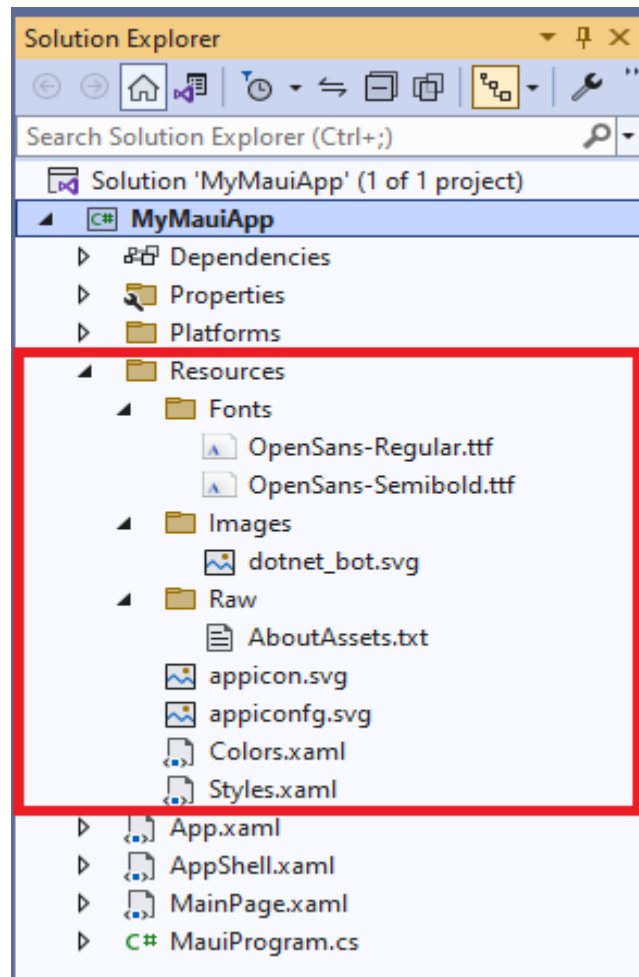 Solution Explorer
Search Solution Explorer (Ctrl+;)
Solution 'MyMauiApp' (1 of 1 project)
C# MyMauiApp
Dependencies
Properties
Platforms
Resources
Fonts
OpenSans-Regular.ttf
OpenSans-Semibold.ttf
Images
dotnet_bot.svg
Raw
AboutAssets.txt
appicon.svg
appiconfg.svg
Colors.xaml
Styles.xaml
App.xaml
AppShell.xaml
MainPage.xaml
C# MauiProgram.cs